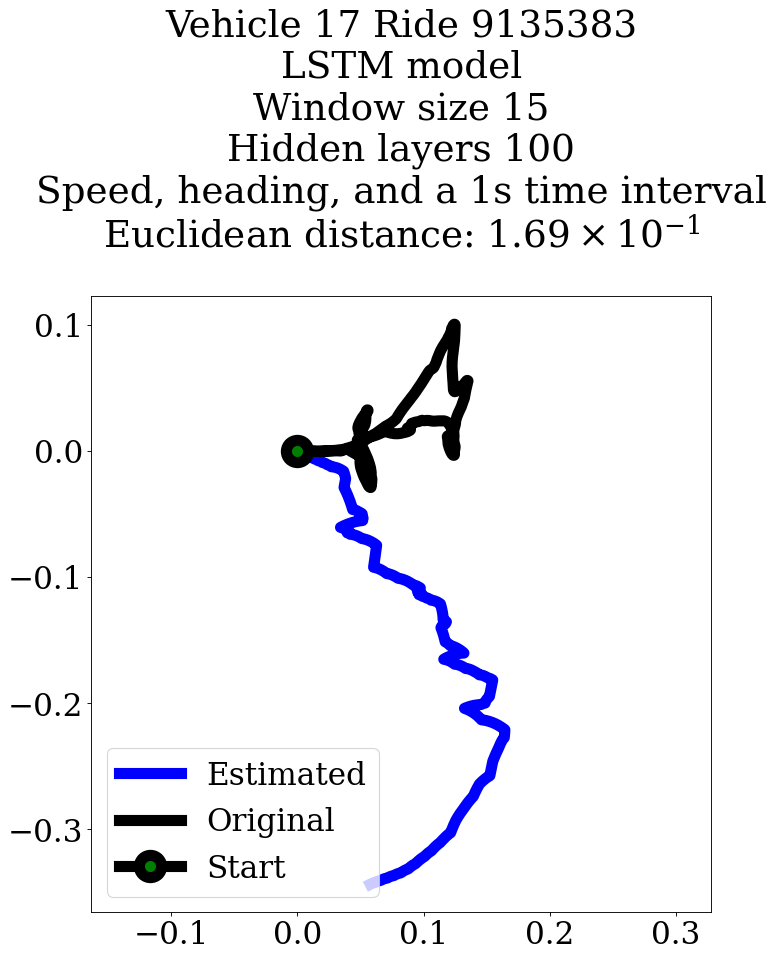 Vehicle 17 Ride 9135383
LSTM model
Window size 15
Hidden layers 100
Speed, heading, and a 1s time interval
Euclidean distance: 1.69 × 10⁻¹
0.1
0.0
−0.1
−0.2
−0.3
Estimated
Original
Start
−0.1 0.0 0.1 0.2 0.3